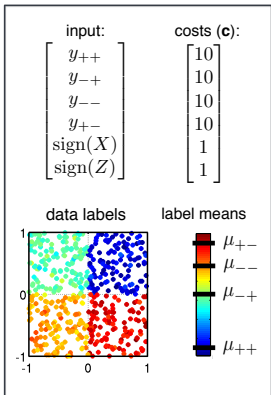 input: costs (c):
y++ 10
y-+ 10
y-- 10
y+- 10
sign(X) 1
sign(Z) 1
data labels label means
1
μ+-
μ--
0 μ-+
μ++
-1
-1 0 1